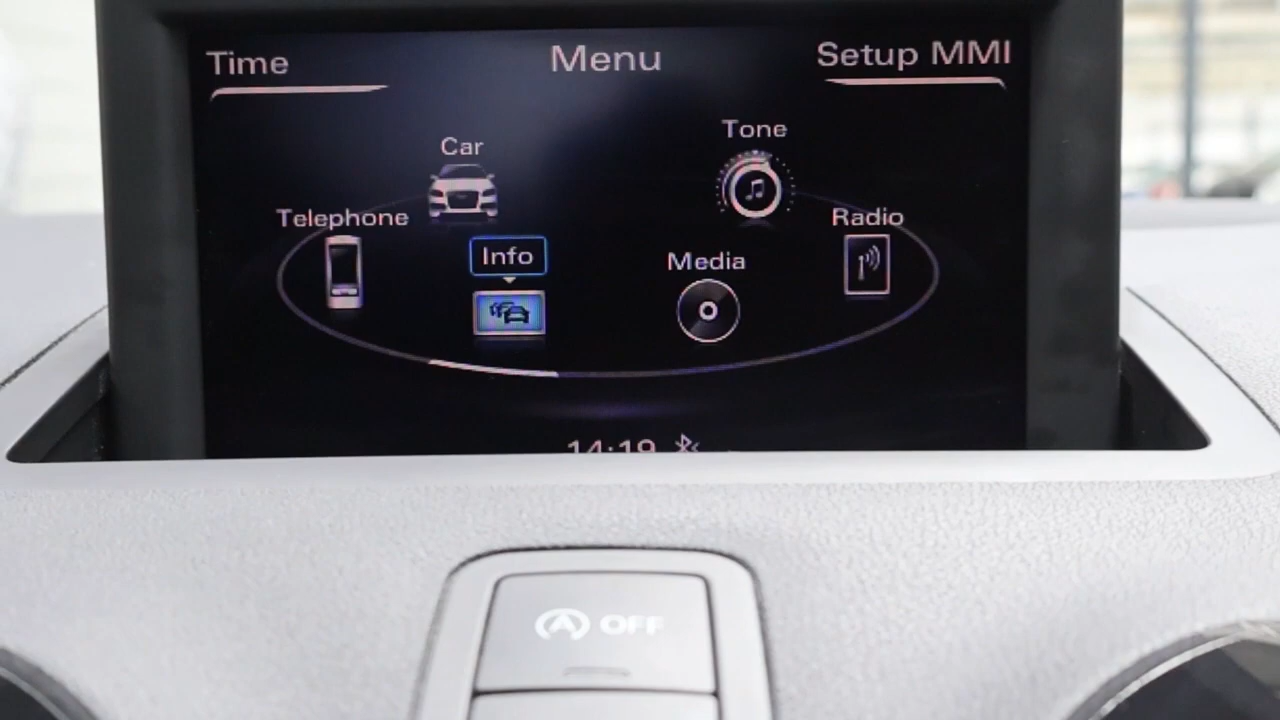 Time Menu Setup MMI
Car Tone
Telephone Radio
Info Media
14:19
A OFF